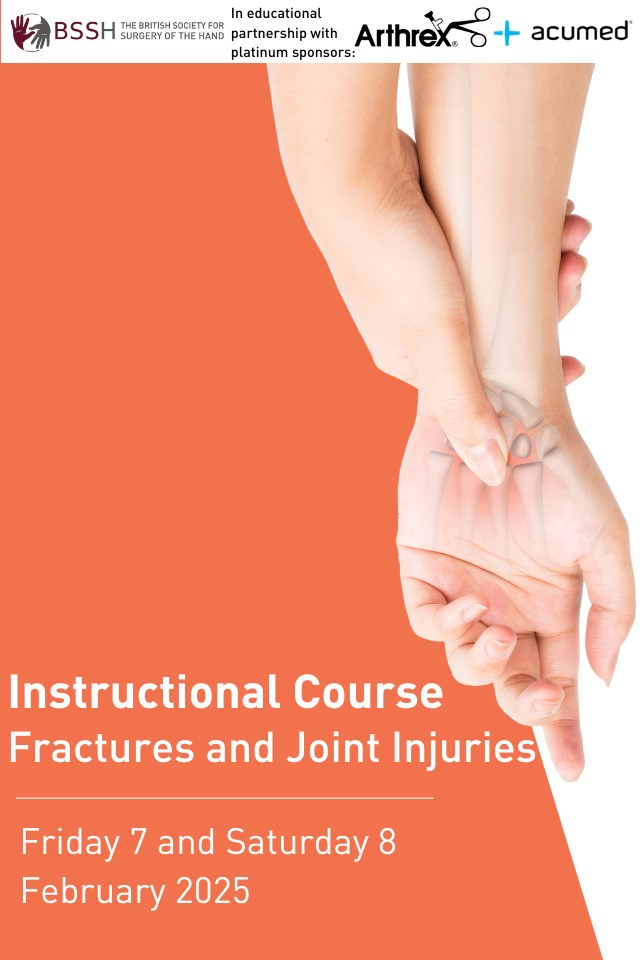 BSSH
THE BRITISH SOCIETY FOR
SURGERY OF THE HAND
In educational
partnership with
platinum sponsors:
Arthrex®
acumed®
Instructional Course
Fractures and Joint Injuries
Friday 7 and Saturday 8
February 2025